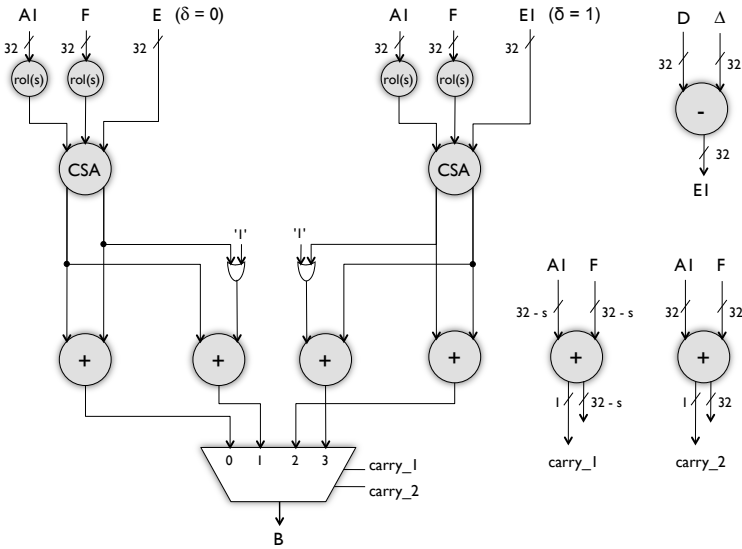 A1 F E (δ = 0)
A1 F E1 (δ = 1)
D Δ
32 32 32
32 32 32
32 32
rol(s) rol(s)
rol(s) rol(s)
-
CSA
CSA
32
E1
'1' '1'
A1 F
A1 F
32 - s 32 - s
32 32
+ + + +
+ +
1 32 - s
1 32
0 1 2 3
carry_1
carry_2
carry_1
carry_2
B